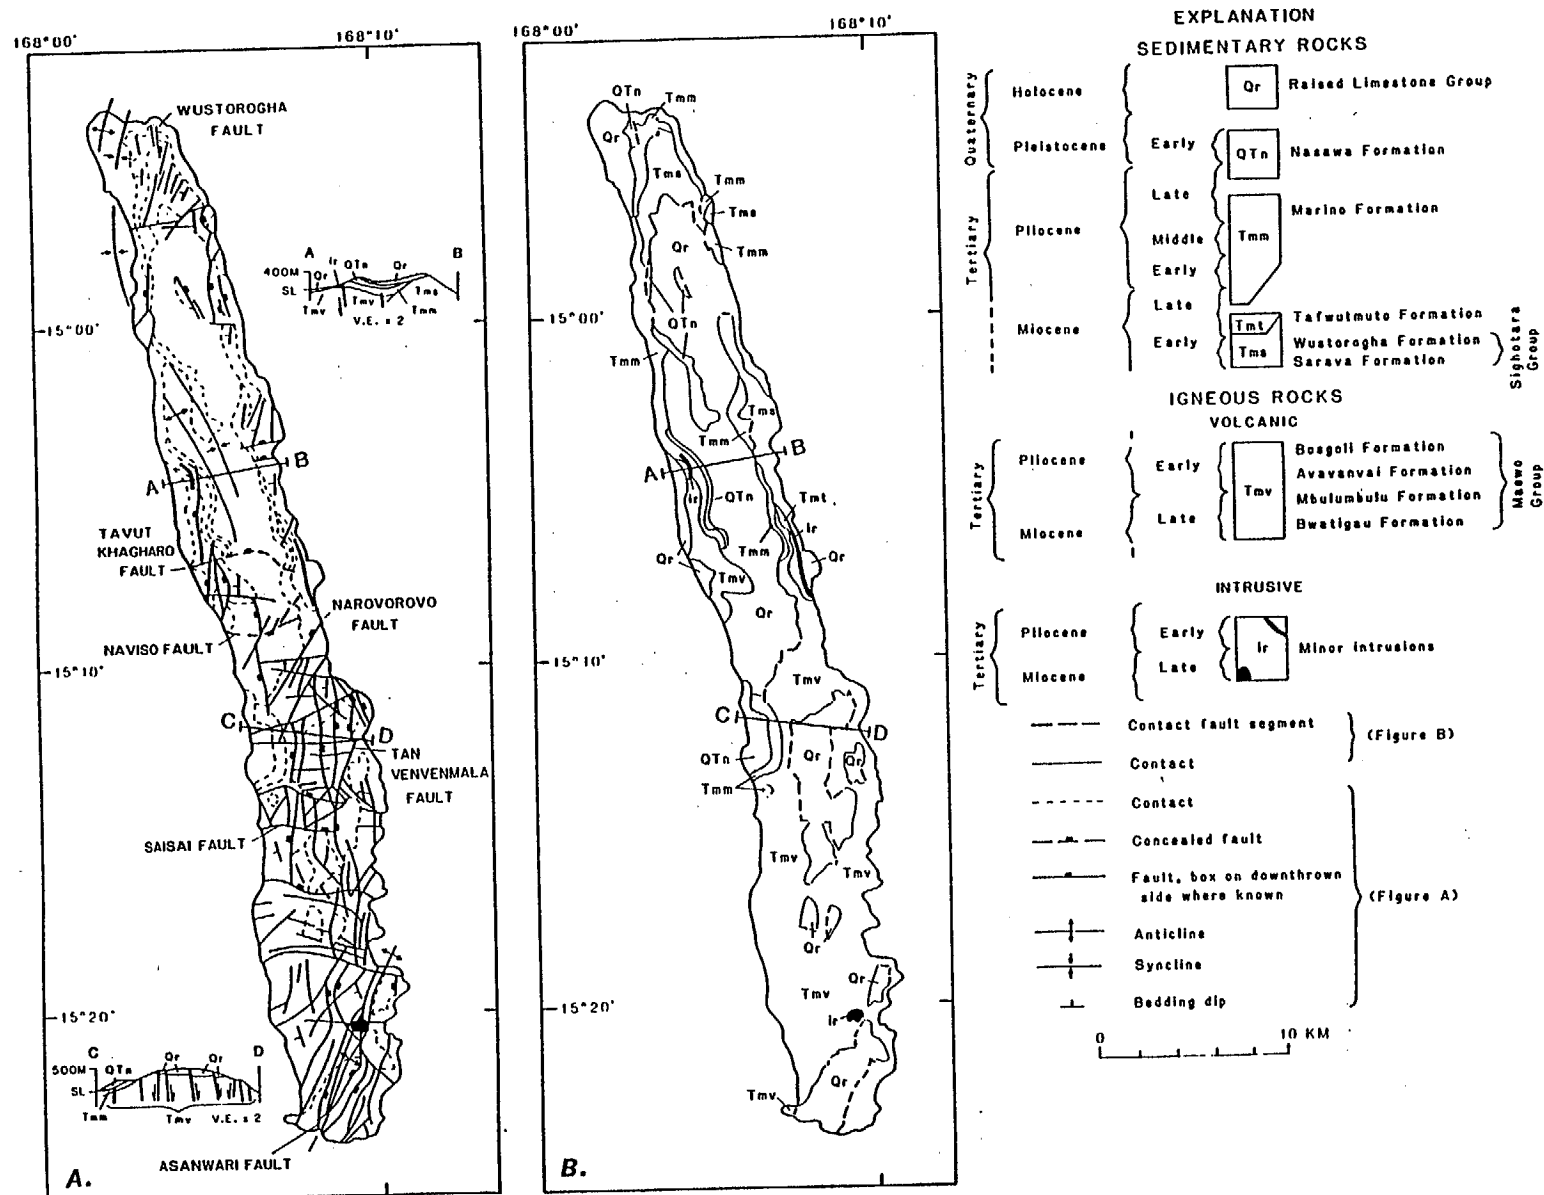 168°00'
168°10'
WUSTOROGHA
FAULT
A
B
Ir
QTn
Qr
400M
Qr
SL
Tmv
Tmv
Tms
Tmm
V.E. x 2
15°00'
A
B
TAVUT
KHAGHARO
FAULT
NAROVOROVO
FAULT
NAVISO FAULT
15°10'
C
D
TAN
VENVENMALA
FAULT
SAISAI FAULT
15°20'
C
Qr
Qr
D
500M
QTn
SL
Tmm
Tmv
V.E. x 2
ASANWARI FAULT
A.
168°00'
168°10'
QTn
Tmm
Qr
Tms
Tmm
Tms
Qr
Tmm
15°00'
QTn
Tmm
Tms
Tmm
A
B
Ir
QTn
Tmt
Ir
Tmm
Qr
Qr
Tmv
Qr
15°10'
Tmv
C
D
QTn
Qr
Qr
Tmm
Tmv
Tmv
Qr
Qr
Tmv
15°20'
Ir
Qr
Tmv
B.
EXPLANATION
SEDIMENTARY ROCKS
Quaternary
Holocene
Qr
Raised Limestone Group
Pleistocene
Early
QTn
Nasawa Formation
Tertiary
Pliocene
Late
Middle
Early
Tmm
Marino Formation
Miocene
Late
Early
Tmt
Tafwutmuto Formation
Tms
Wustorogha Formation
Sarava Formation
Sighotara
Group
IGNEOUS ROCKS
VOLCANIC
Tertiary
Pliocene
Early
Miocene
Late
Tmv
Boagoli Formation
Avavanvai Formation
Mbulumbulu Formation
Bwatigau Formation
Maewo
Group
INTRUSIVE
Tertiary
Pliocene
Early
Miocene
Late
Ir
Minor intrusions
Contact fault segment
Contact
(Figure B)
Contact
Concealed fault
Fault, box on downthrown
side where known
Anticline
Syncline
Bedding dip
(Figure A)
0
10 KM